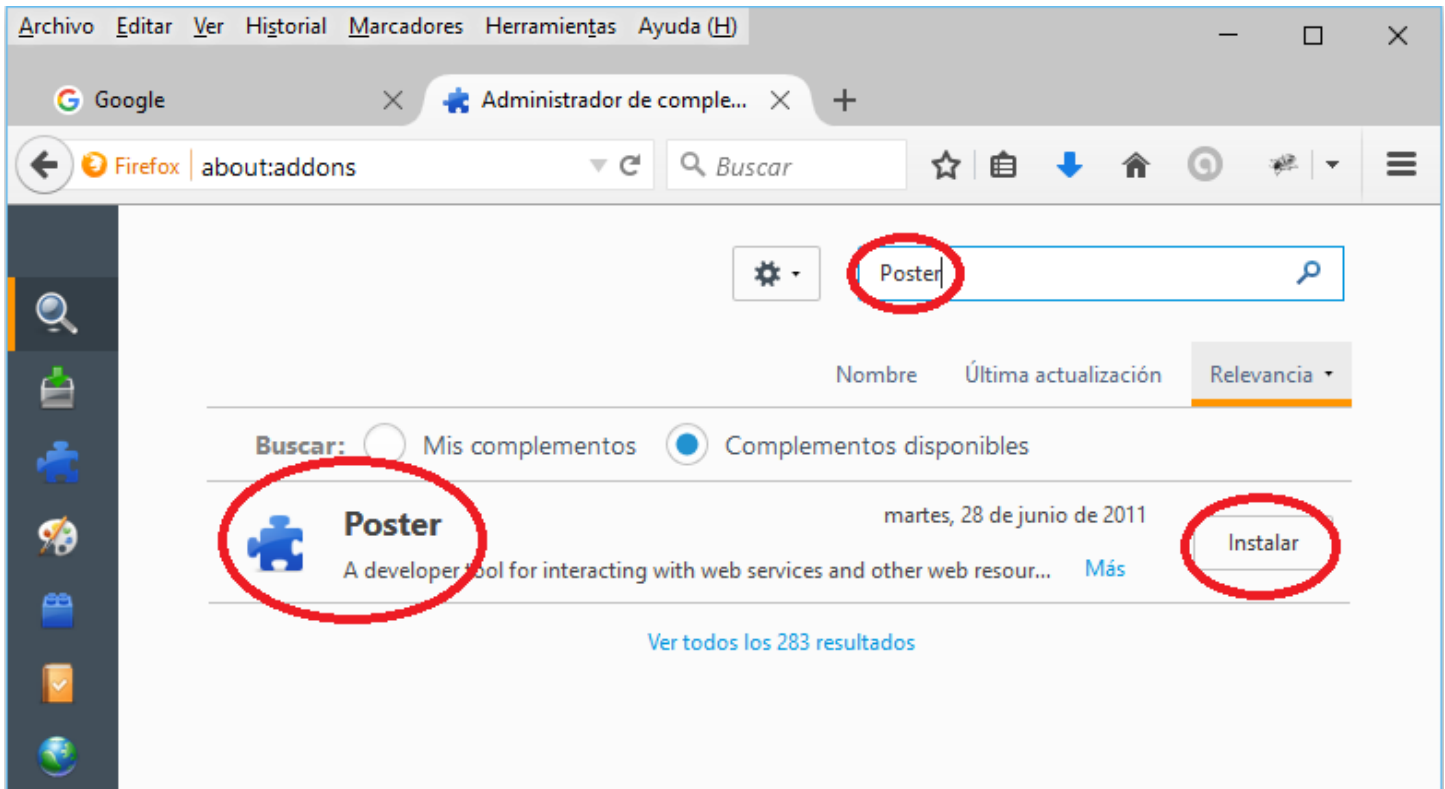 Archivo Editar Ver Historial Marcadores Herramientas Ayuda (H)
Google
Administrador de comple...
Firefox about:addons
Buscar
Poster
Nombre Última actualización Relevancia
Buscar: Mis complementos Complementos disponibles
Poster
martes, 28 de junio de 2011
Instalar
A developer tool for interacting with web services and other web resour... Más
Ver todos los 283 resultados